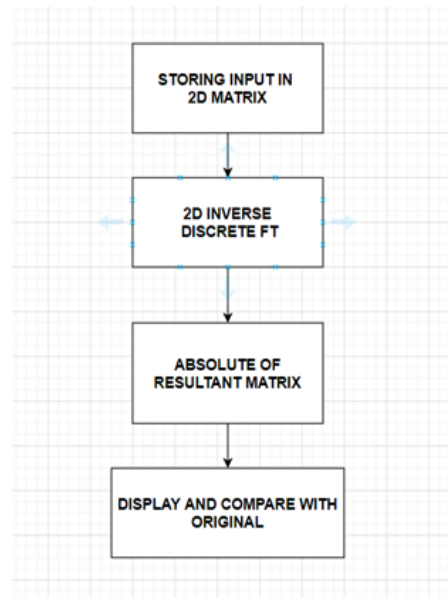 STORING INPUT IN
2D MATRIX
2D INVERSE
DISCRETE FT
ABSOLUTE OF
RESULTANT MATRIX
DISPLAY AND COMPARE WITH
ORIGINAL